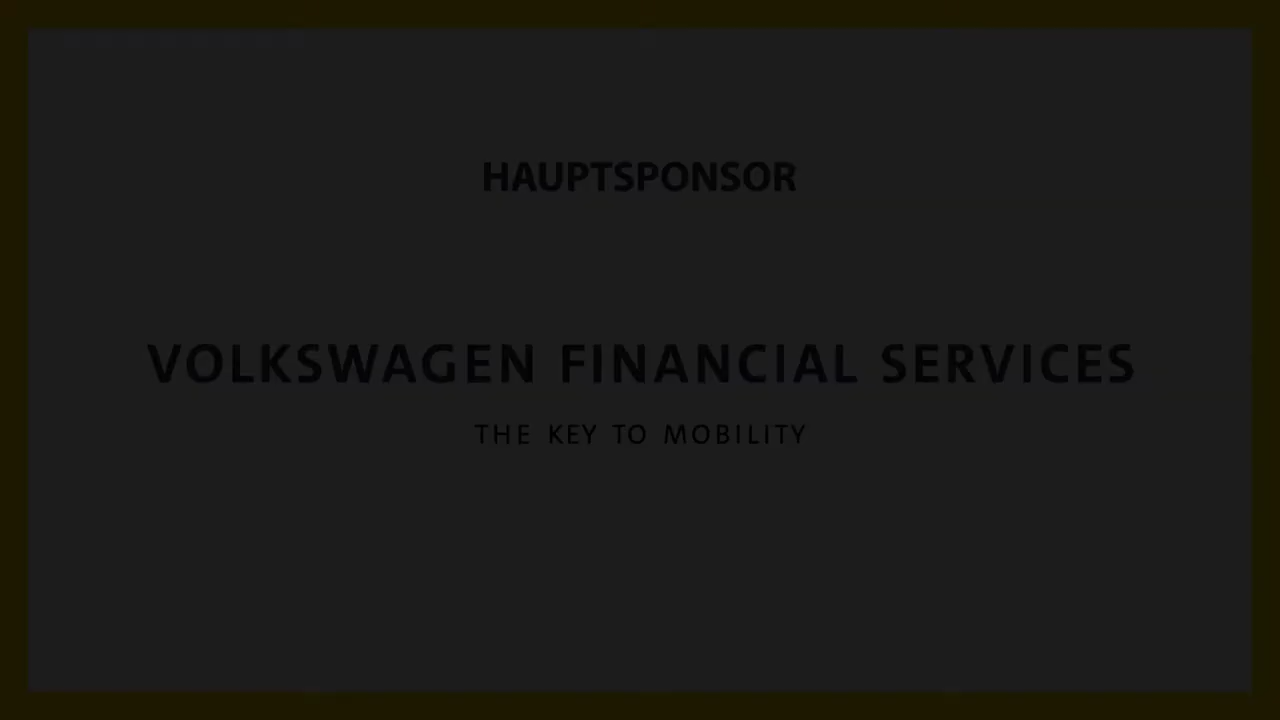 HAUPTSPONSOR
VOLKSWAGEN FINANCIAL SERVICES
THE KEY TO MOBILITY